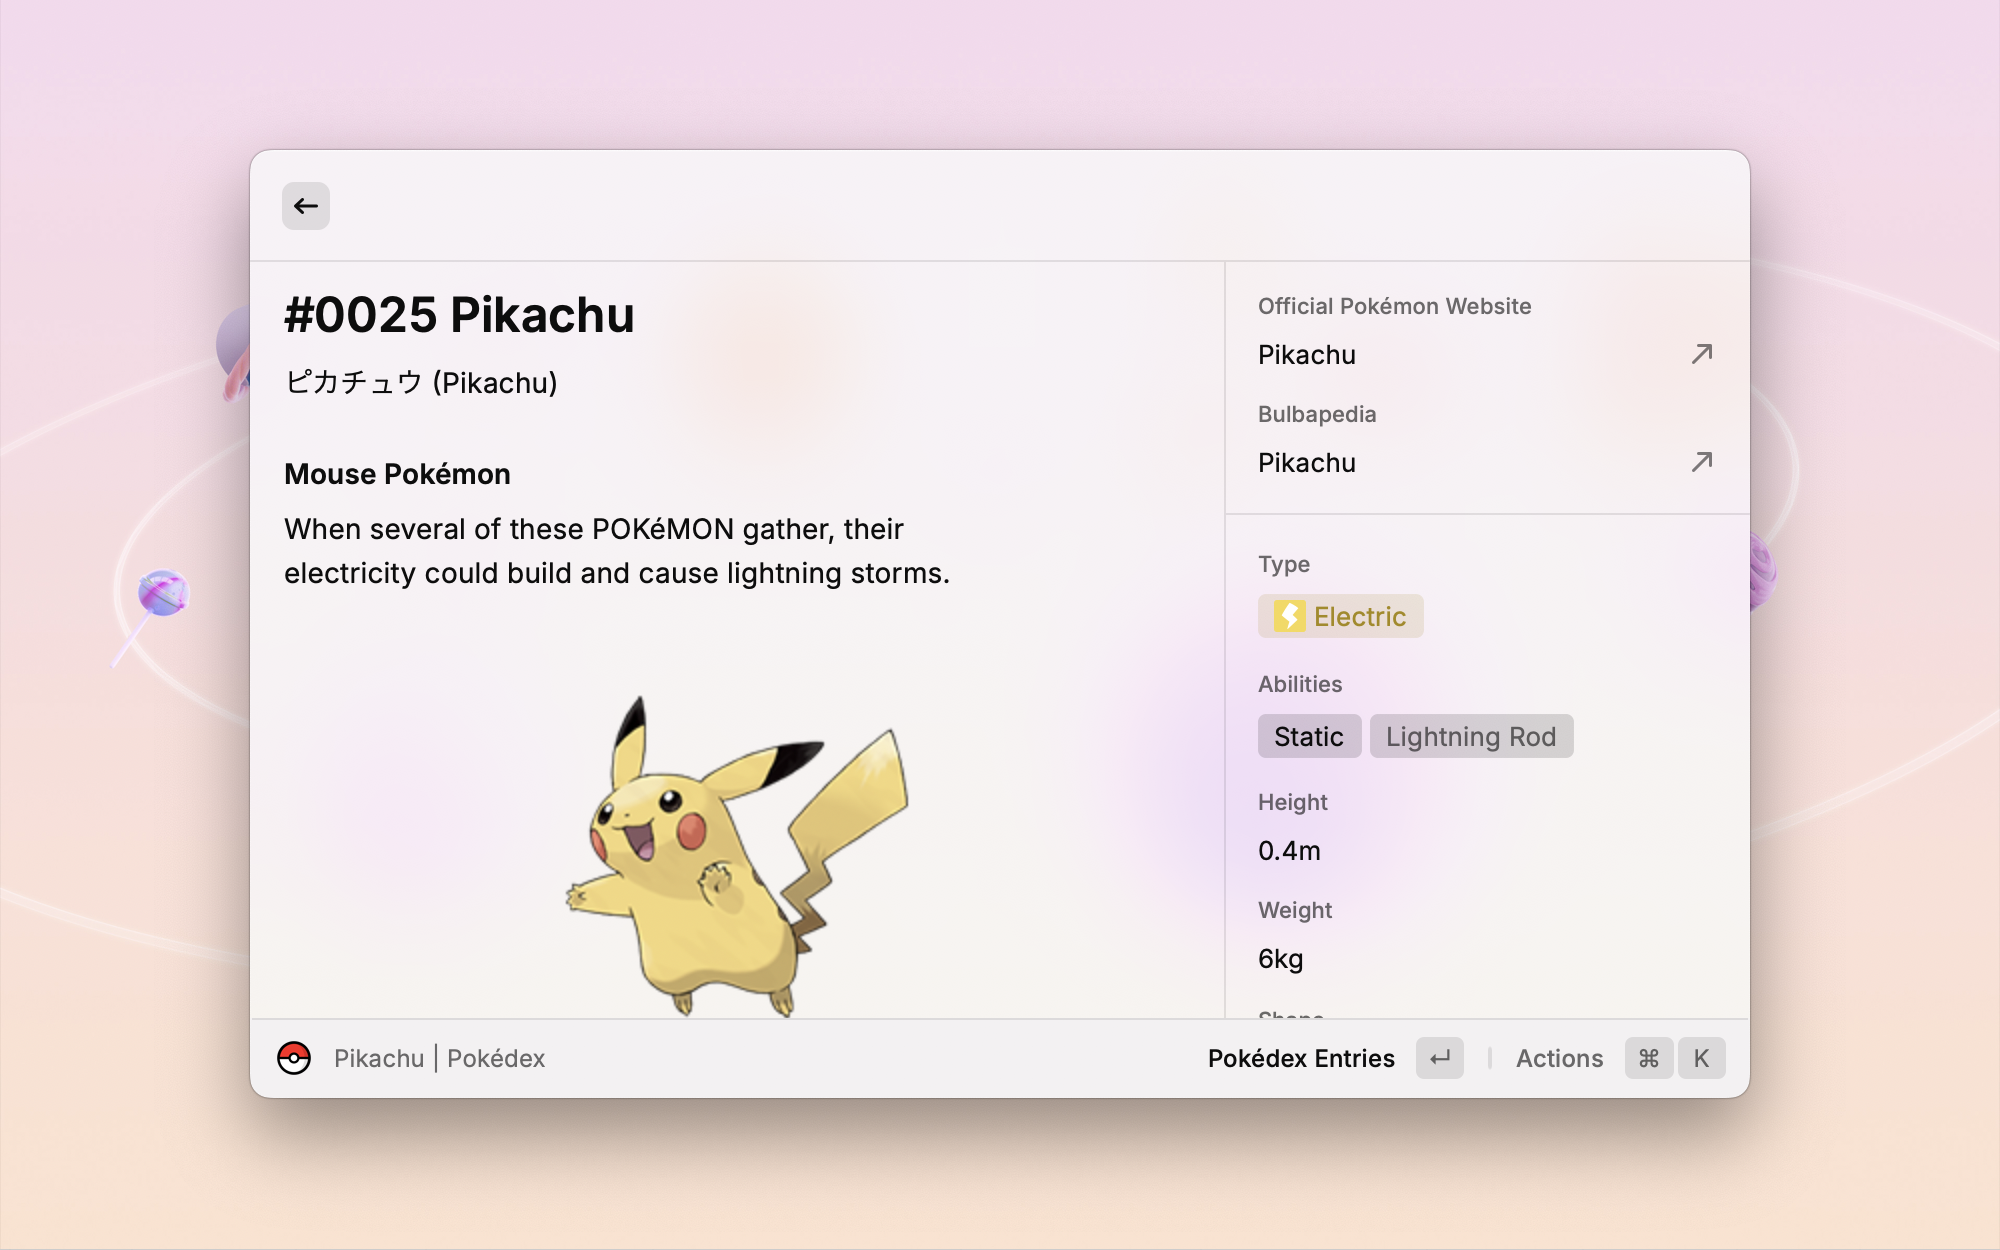 #0025 Pikachu
ピカチュウ (Pikachu)
Mouse Pokémon
When several of these POKéMON gather, their
electricity could build and cause lightning storms.
Official Pokémon Website
Pikachu
Bulbapedia
Pikachu
Type
Electric
Abilities
Static Lightning Rod
Height
0.4m
Weight
6kg
Pikachu | Pokédex
Pokédex Entries ↵ Actions ⌘ K